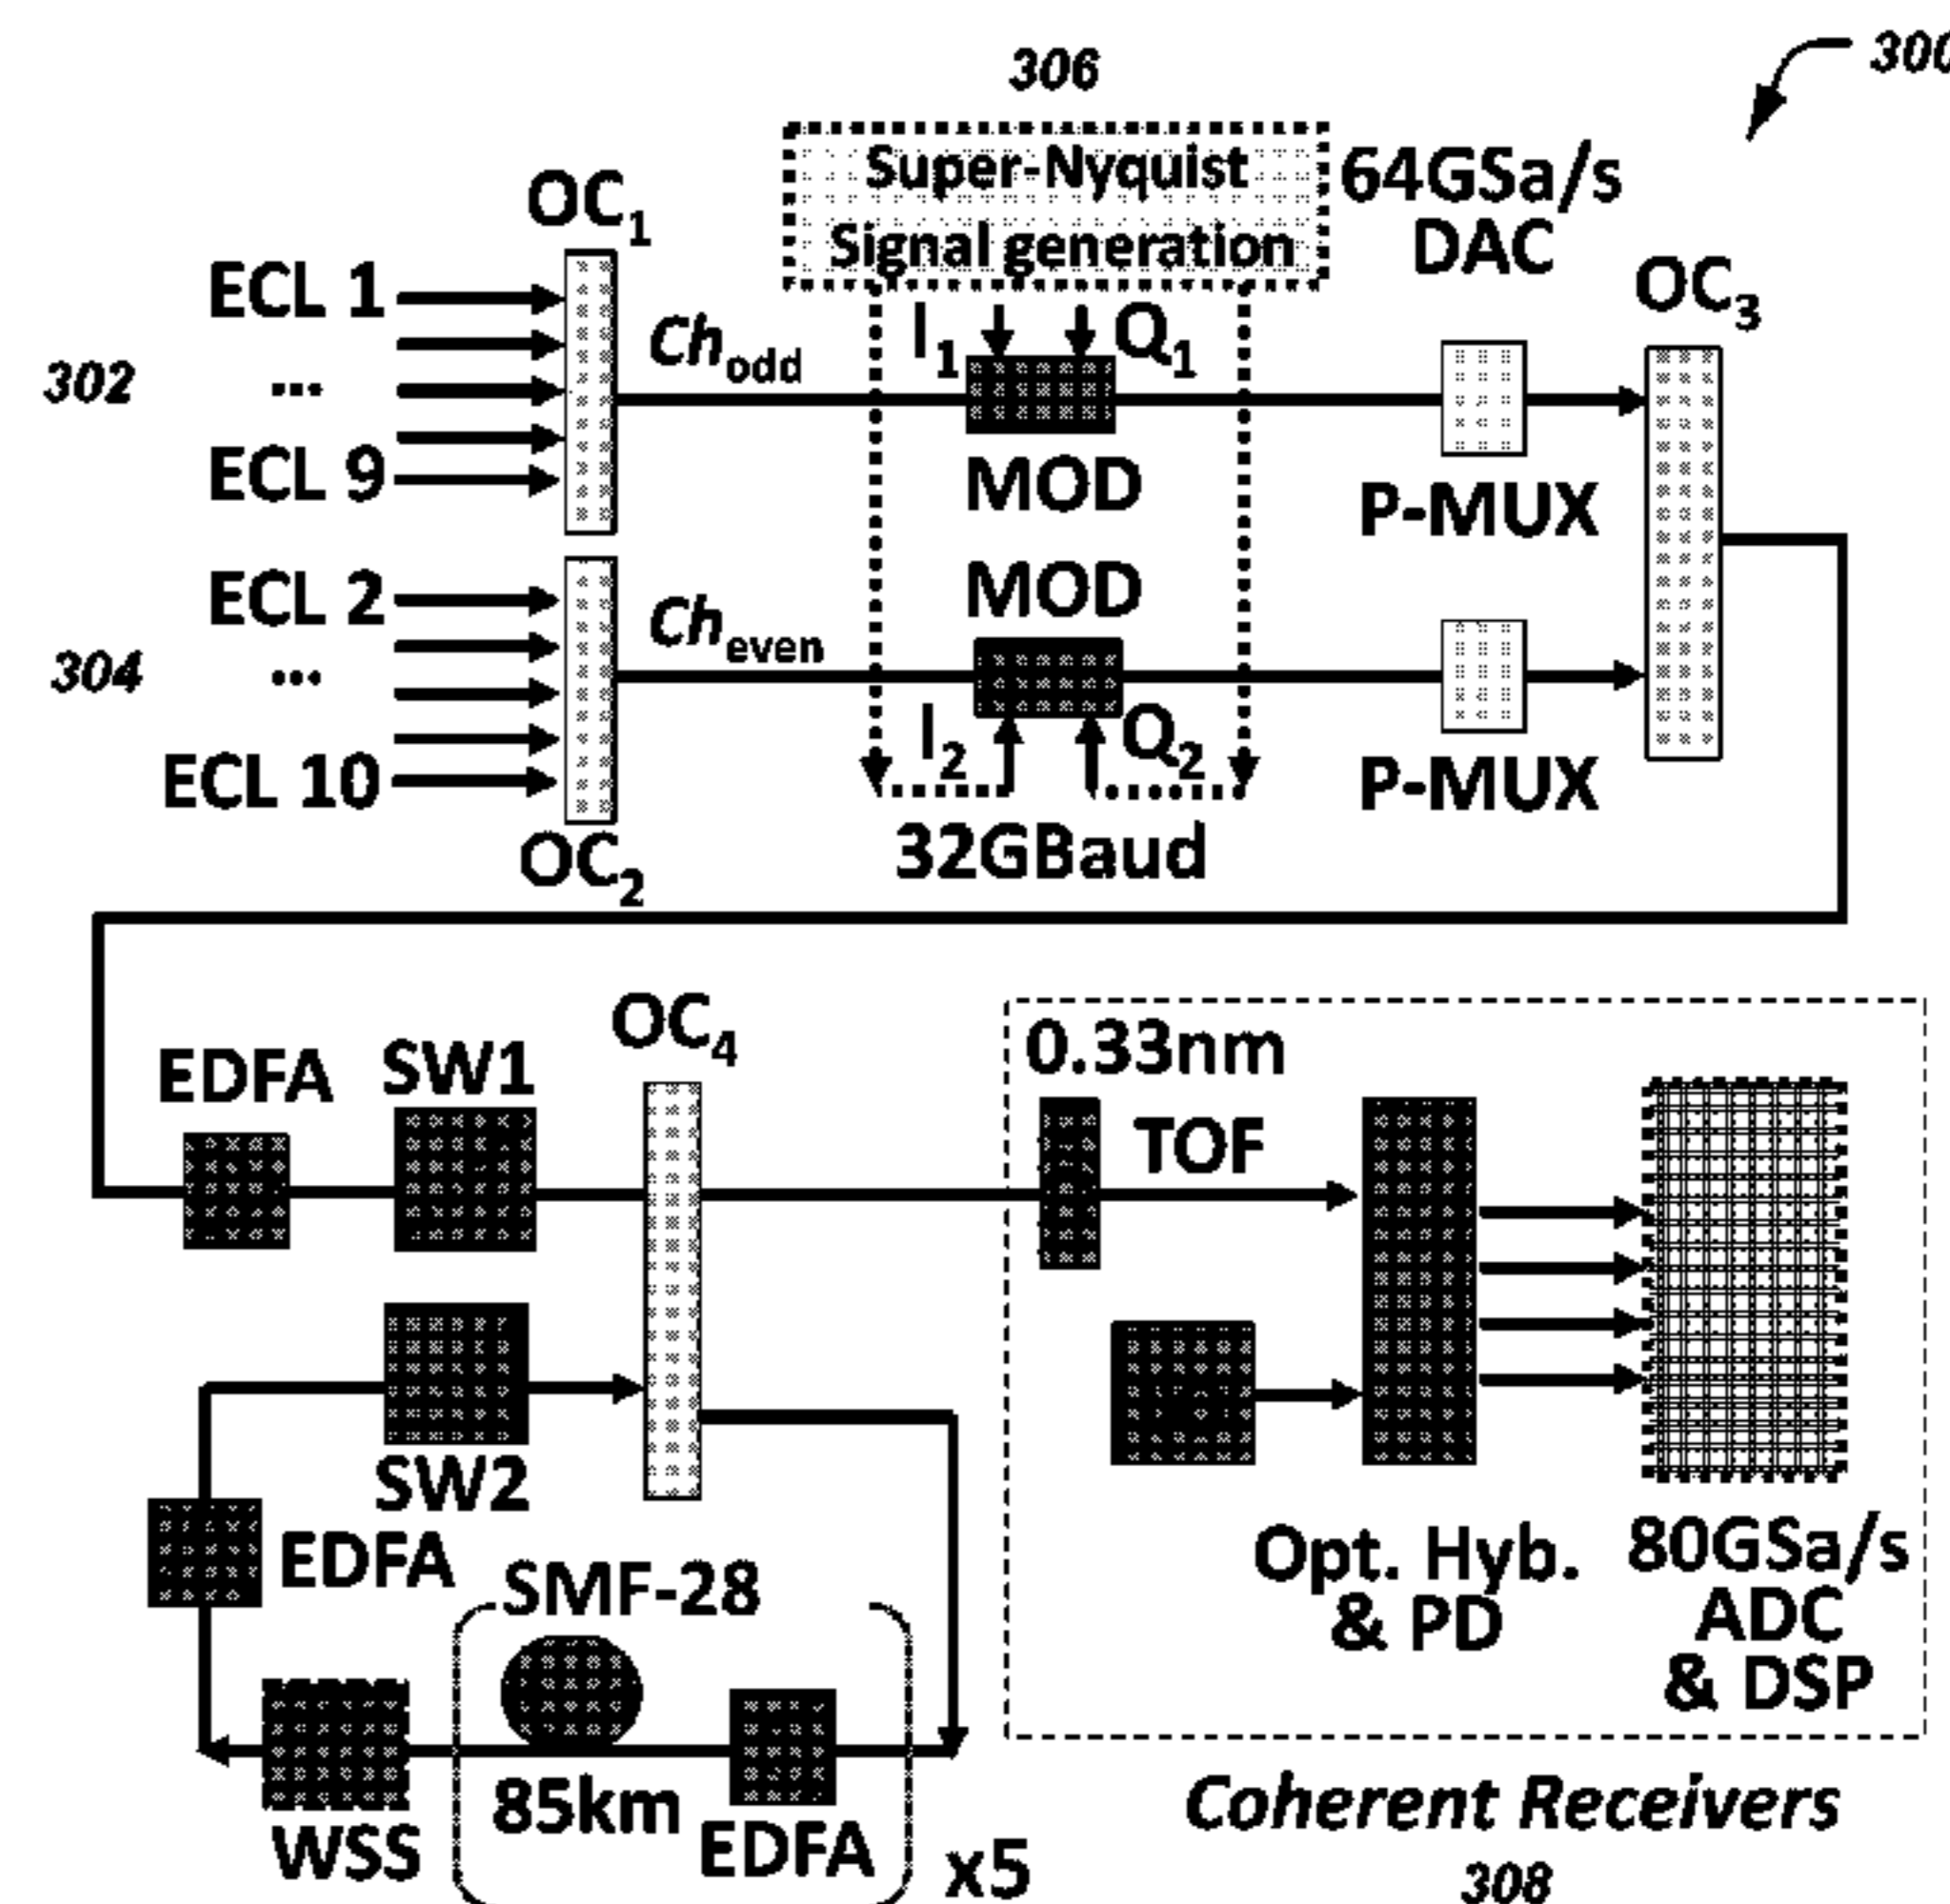 306
300
Super-Nyquist
Signal generation
64GSa/s
DAC
OC1
OC3
ECL 1
...
ECL 9
302
Chodd
I1
Q1
MOD
P-MUX
ECL 2
...
ECL 10
304
Cheven
MOD
I2
Q2
P-MUX
32GBaud
OC2
EDFA
SW1
OC4
0.33nm
TOF
SW2
EDFA
SMF-28
85km
EDFA
WSS
x5
Opt. Hyb.
& PD
80GSa/s
ADC
& DSP
Coherent Receivers
308